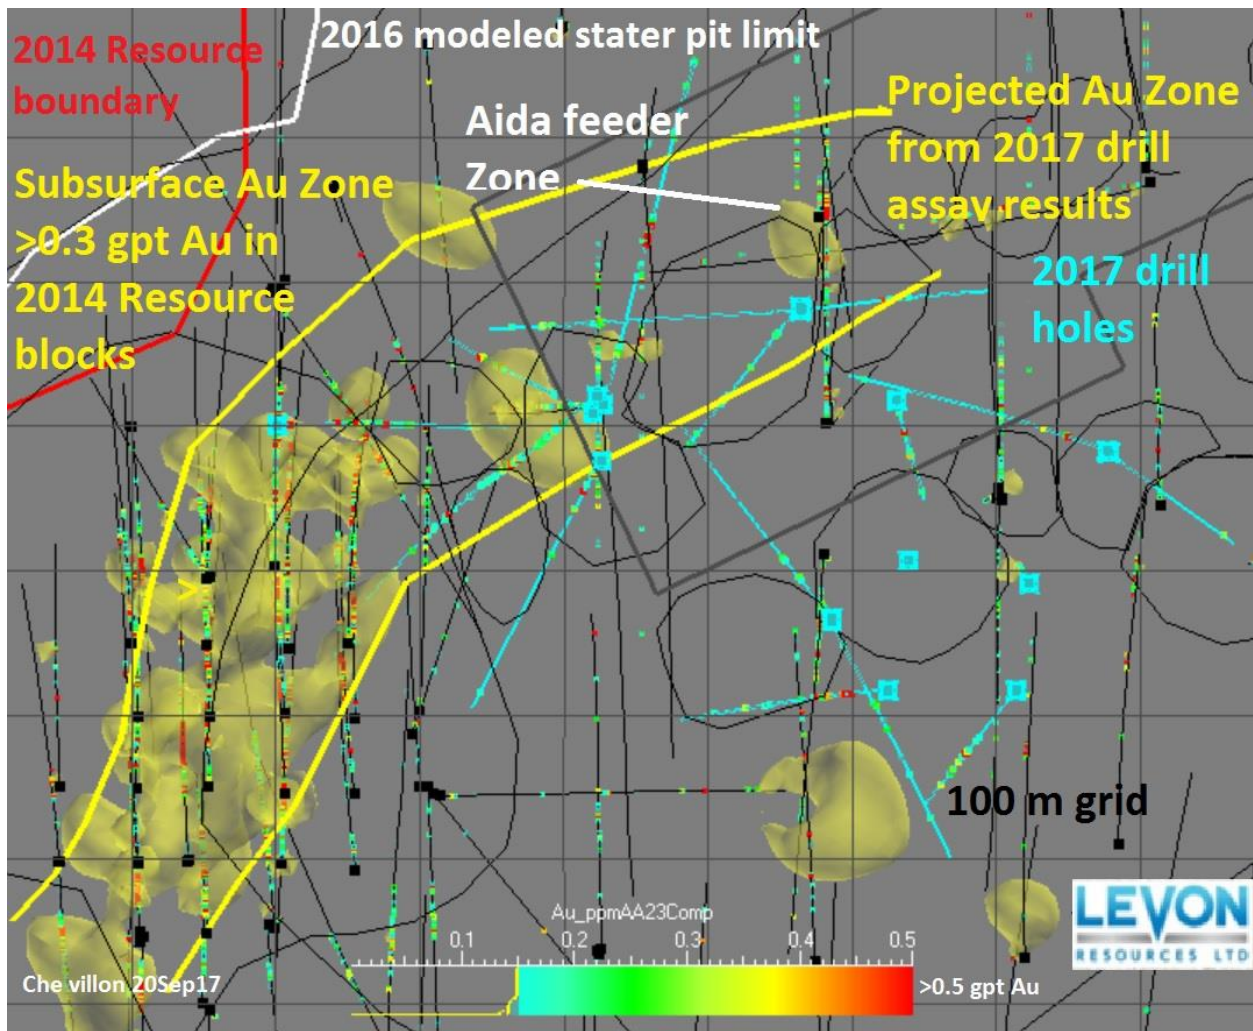 2014 Resource
boundary
2016 modeled stater pit limit
Aida feeder
Zone
Projected Au Zone
from 2017 drill
assav results
Subsurface Au Zone
>0.3 gpt Au in
2014 Resource
blocks
2017 drill
holes
>
100 m grid
Au_ppmAA23Comp
0.1 0.2 0.3 0.4 0.5
>0.5 gpt Au
Che villon 20Sep17
LEVON
RESOURCES LTD